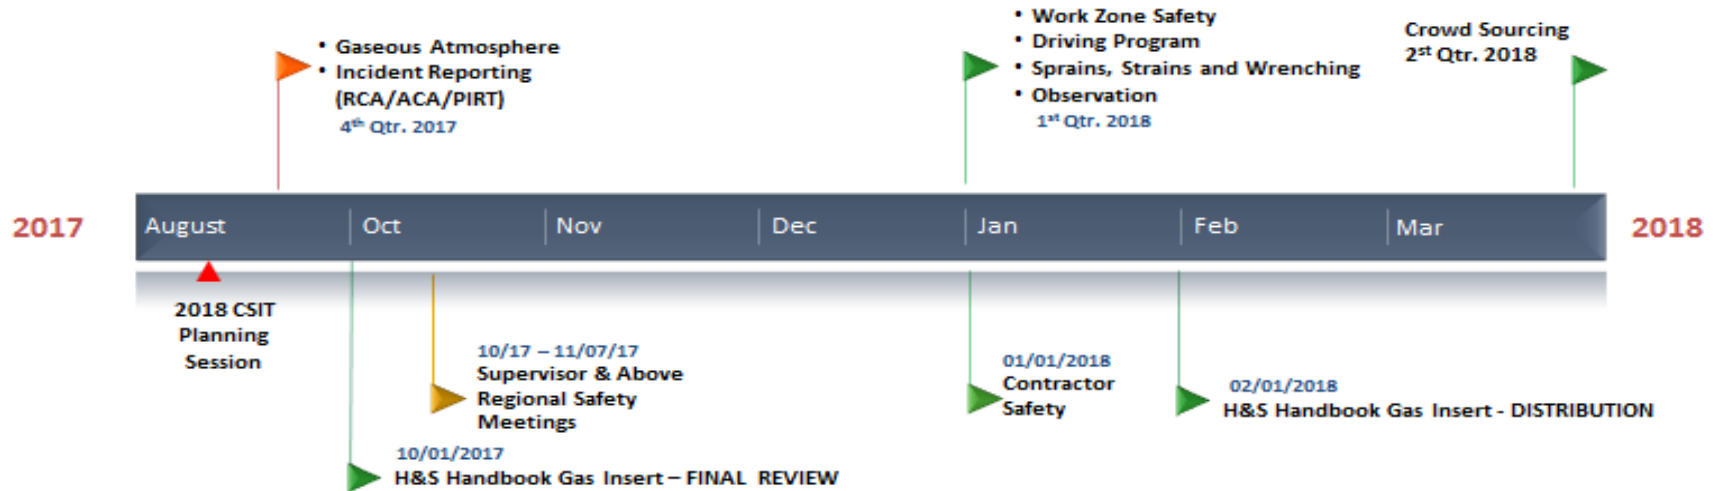 • Gaseous Atmosphere
• Incident Reporting
(RCA/ACA/PIRT)
4th Qtr. 2017
• Work Zone Safety
• Driving Program
• Sprains, Strains and Wrenching
• Observation
1st Qtr. 2018
Crowd Sourcing
2st Qtr. 2018
2017
August
Oct
Nov
Dec
Jan
Feb
Mar
2018
2018 CSIT
Planning
Session
10/17 – 11/07/17
Supervisor & Above
Regional Safety
Meetings
10/01/2017
H&S Handbook Gas Insert – FINAL REVIEW
01/01/2018
Contractor
Safety
02/01/2018
H&S Handbook Gas Insert - DISTRIBUTION